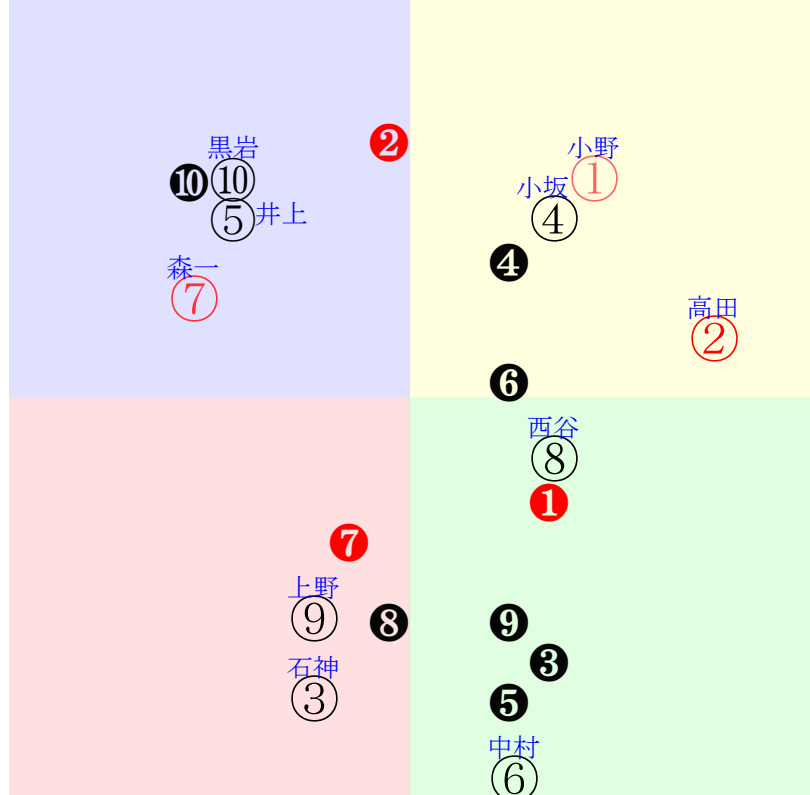 ❷
黒岩
小野
❿
⑩
小坂
①
⑤
井上
④
❹
森一
⑦
高田
②
❻
西谷
⑧
❶
❼
上野
⑨
❽
❾
石神
③
❸
❺
中村
⑥